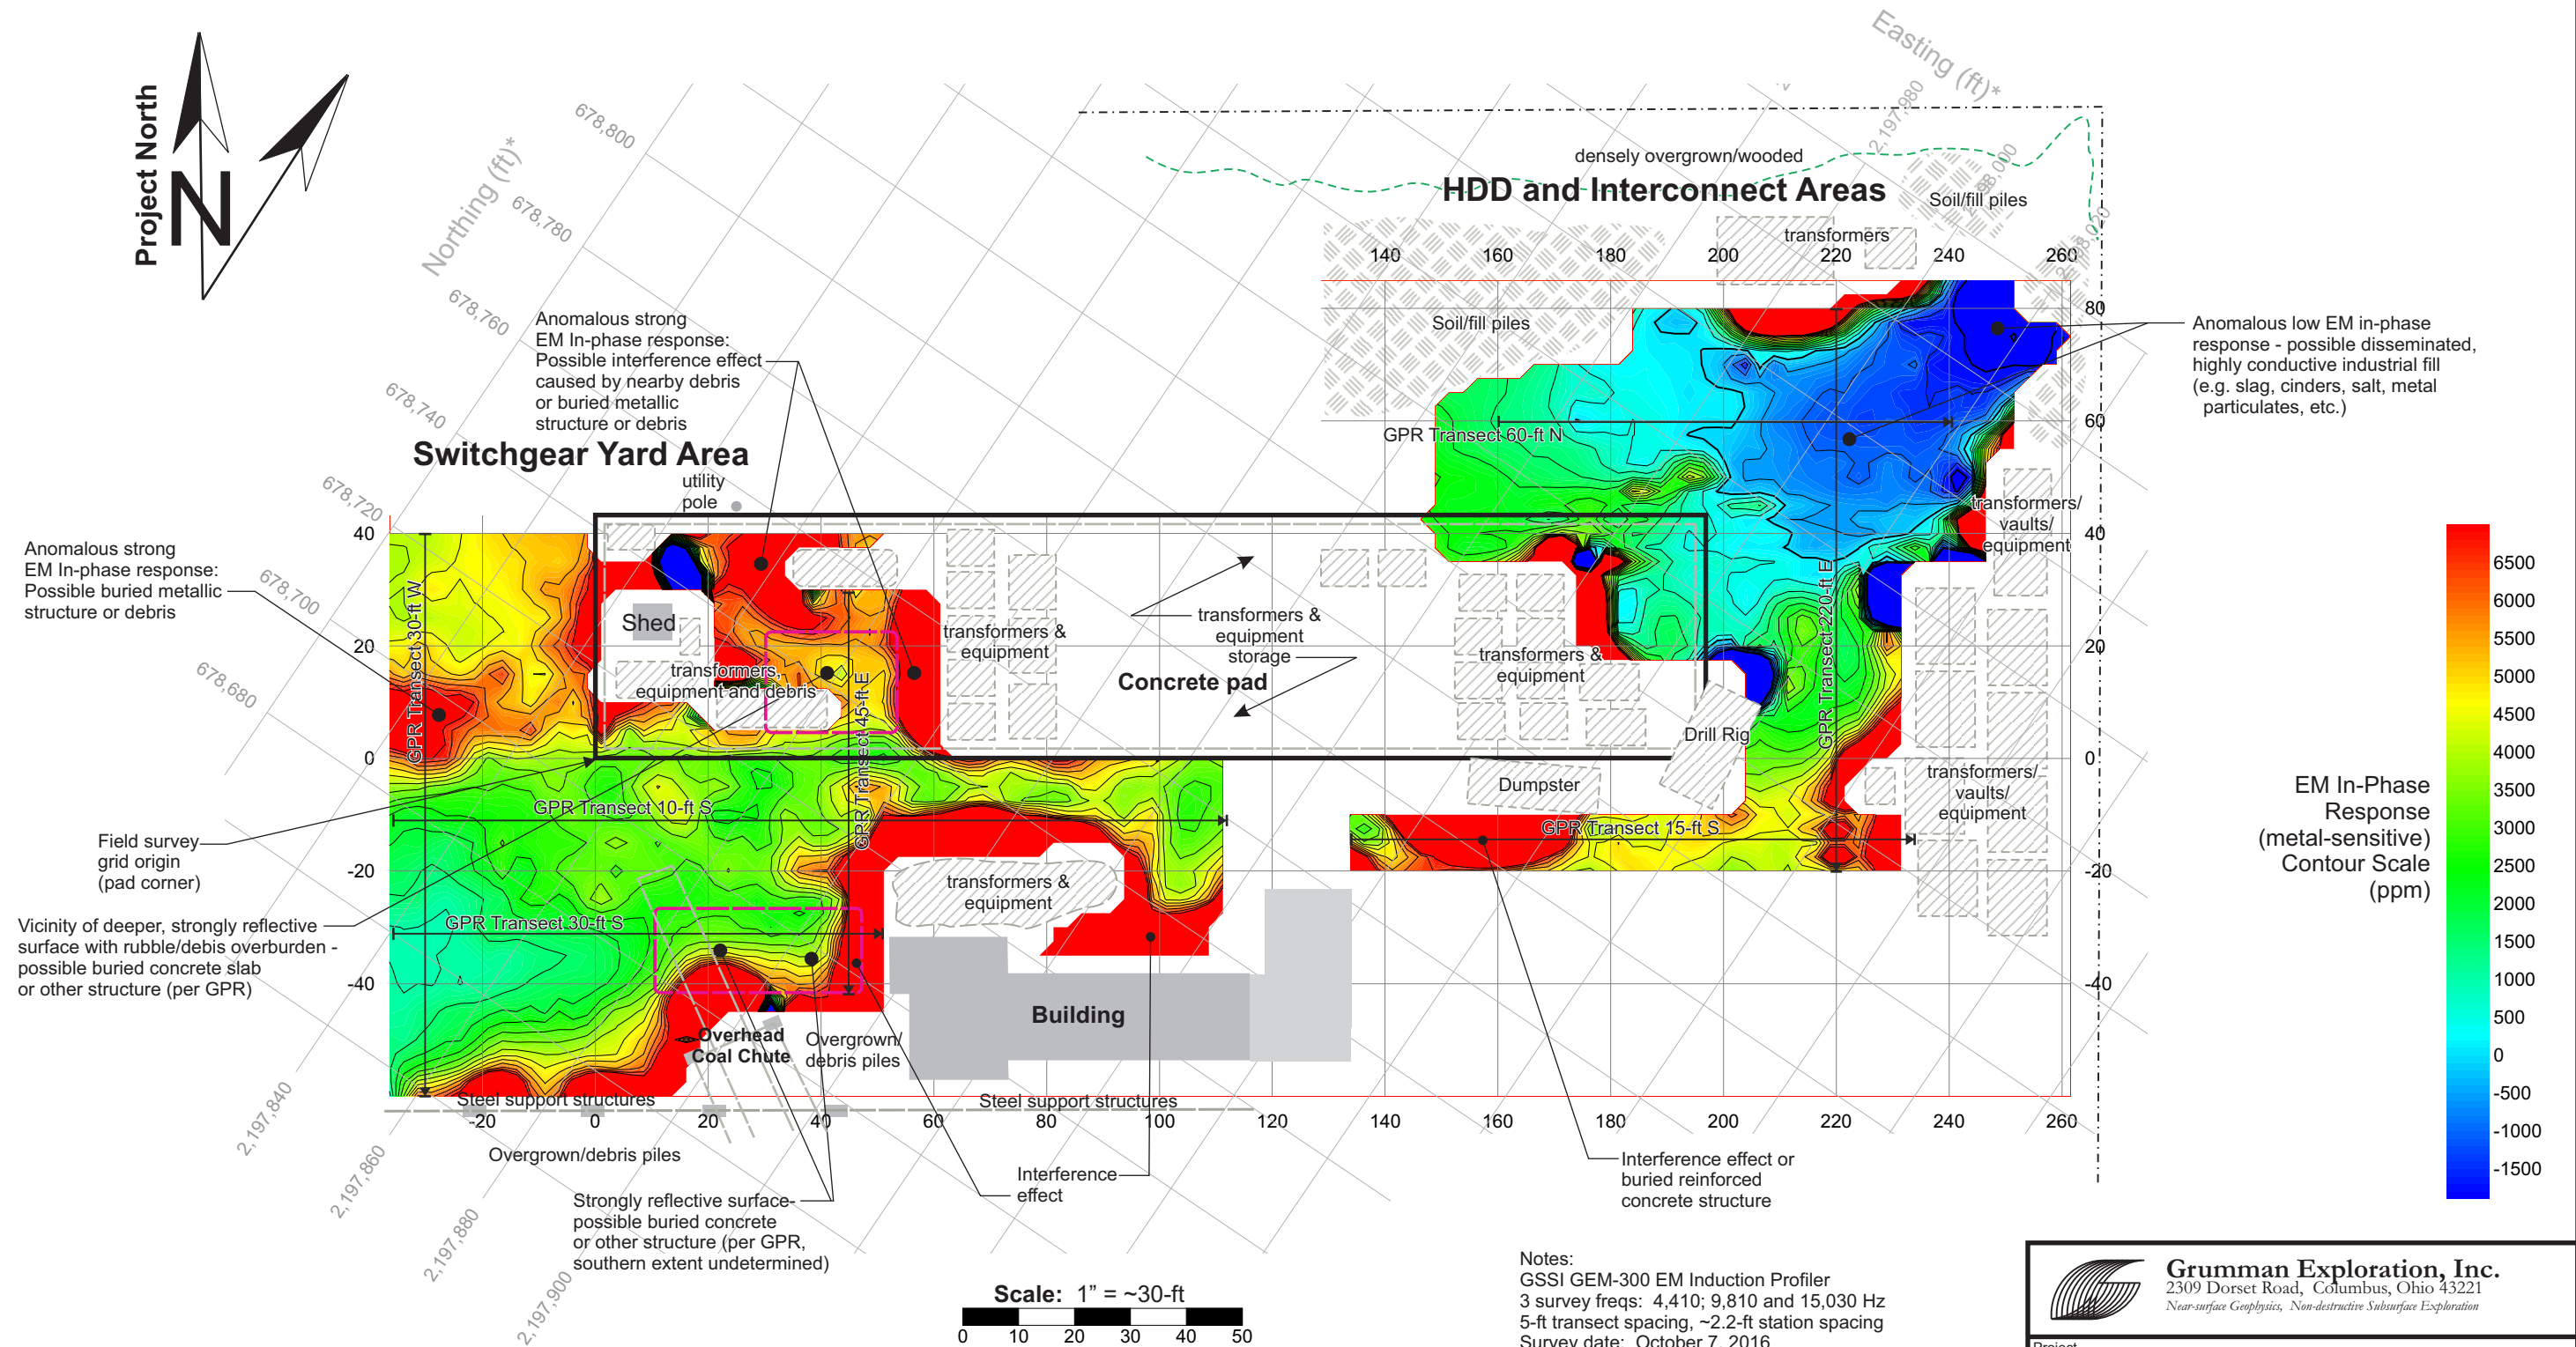 Project North
N
Easting (ft)*
Northing (ft)*
678,800
678,780
678,760
678,740
678,720
678,700
678,680
2,197,980
2,197,840
2,197,860
2,197,880
2,197,900
densely overgrown/wooded
HDD and Interconnect Areas
Soil/fill piles
transformers
140 160 180 200 220 240 260
Soil/fill piles
80
60
40
20
0
-20
-40
Anomalous low EM in-phase
response - possible disseminated,
highly conductive industrial fill
(e.g. slag, cinders, salt, metal
particulates, etc.)
Anomalous strong
EM In-phase response:
Possible interference effect
caused by nearby debris
or buried metallic
structure or debris
Switchgear Yard Area
utility
pole
Anomalous strong
EM In-phase response:
Possible buried metallic
structure or debris
40
20
0
-20
-40
GPR Transect 30-ft W
Shed
transformers,
equipment and debris
GPR Transect 45-ft E
transformers &
equipment
transformers &
equipment
storage
Concrete pad
transformers &
equipment
GPR Transect 60-ft N
GPR Transect 220-ft E
transformers/
vaults/
equipment
Drill Rig
Dumpster
transformers/
vaults/
equipment
GPR Transect 15-ft S
GPR Transect 10-ft S
Field survey
grid origin
(pad corner)
Vicinity of deeper, strongly reflective
surface with rubble/debis overburden -
possible buried concrete slab
or other structure (per GPR)
GPR Transect 30-ft S
transformers &
equipment
Building
Overhead
Coal Chute
Overgrown/
debris piles
Steel support structures
Steel support structures
-20 0 20 40 60 80 100 120 140 160 180 200 220 240 260
Overgrown/debris piles
Strongly reflective surface-
possible buried concrete
or other structure (per GPR,
southern extent undetermined)
Interference
effect
Interference effect or
buried reinforced
concrete structure
EM In-Phase
Response
(metal-sensitive)
Contour Scale
(ppm)
6500
6000
5500
5000
4500
4000
3500
3000
2500
2000
1500
1000
500
0
-500
-1000
-1500
Scale: 1" = ~30-ft
0 10 20 30 40 50
Notes:
GSSI GEM-300 EM Induction Profiler
3 survey freqs: 4,410; 9,810 and 15,030 Hz
5-ft transect spacing, ~2.2-ft station spacing
Survey date: October 7, 2016
Grumman Exploration, Inc.
2309 Dorset Road, Columbus, Ohio 43221
Near-surface Geophysics, Non-destructive Subsurface Exploration
Project